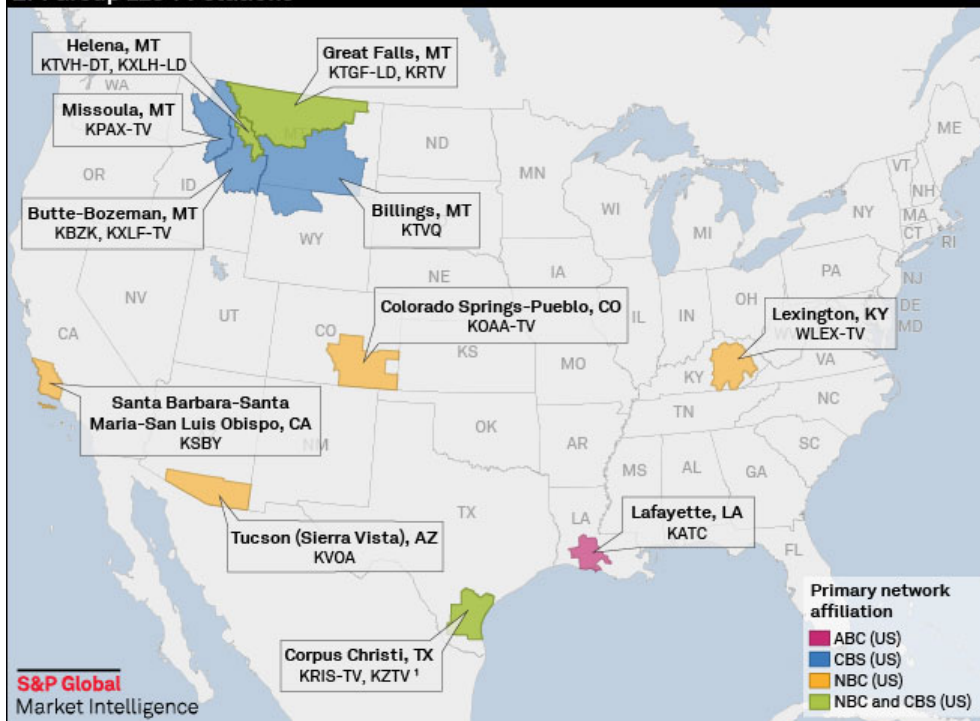 Helena, MT
KTVH-DT, KXLH-LD
Great Falls, MT
KTGF-LD, KRTV
WA
Missoula, MT
KPAX-TV
MT
ND
MN
ME
OR
ID
VT
NH
Butte-Bozeman, MT
KBZK, KXLF-TV
Billings, MT
KTVQ
WI
MI
NY
MA
CT
RI
WY
NE
IA
PA
NJ
NV
UT
CO
Colorado Springs-Pueblo, CO
KOAA-TV
IL
IN
OH
Lexington, KY
WLEX-TV
DE
MD
CA
KS
MO
KY
WV
VA
Santa Barbara-Santa
Maria-San Luis Obispo, CA
KSBY
NM
OK
TN
NC
AR
SC
MS
AL
GA
Tucson (Sierra Vista), AZ
KVOA
TX
LA
Lafayette, LA
KATC
FL
Corpus Christi, TX
KRIS-TV, KZTV ¹
Primary network
affiliation
ABC (US)
CBS (US)
NBC (US)
NBC and CBS (US)
S&P Global
Market Intelligence